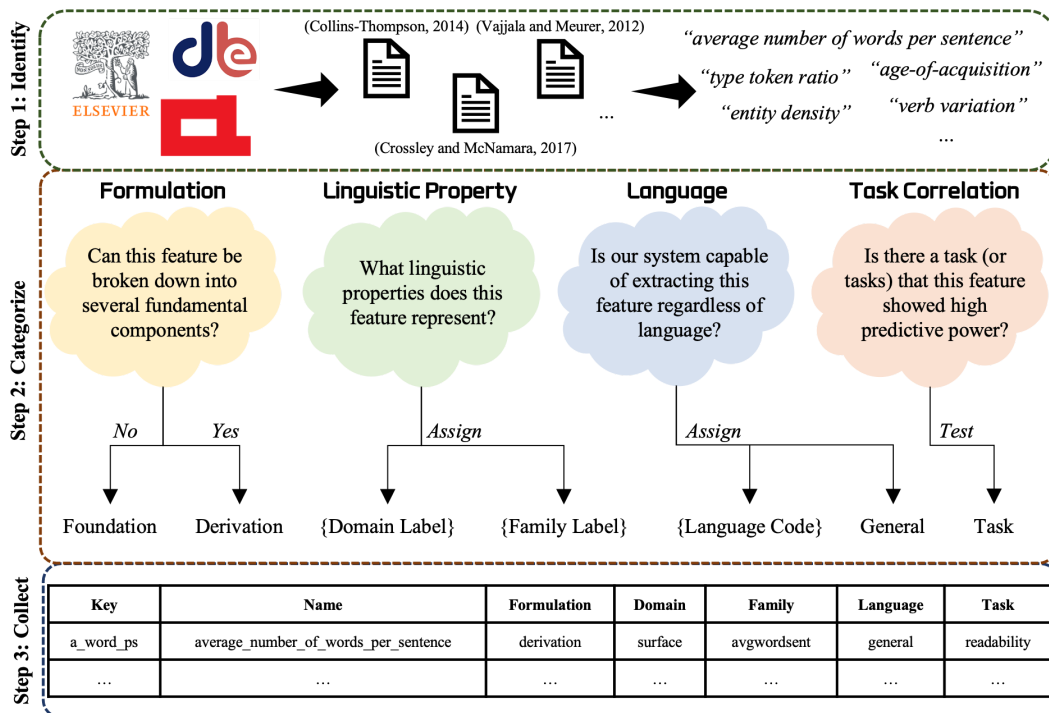 Step 1: Identify
ELSEVIER
(Collins-Thompson, 2014) (Vajjala and Meurer, 2012)
(Crossley and McNamara, 2017)
...
“average number of words per sentence”
“type token ratio”
“age-of-acquisition”
“entity density”
“verb variation”
...
Step 2: Categorize
Formulation
Can this feature be
broken down into
several fundamental
components?
No
Yes
Foundation
Derivation
Linguistic Property
What linguistic
properties does this
feature represent?
Assign
{Domain Label}
{Family Label}
Language
Is our system capable
of extracting this
feature regardless of
language?
Assign
{Language Code}
General
Task Correlation
Is there a task (or
tasks) that this feature
showed high
predictive power?
Test
Task
Step 3: Collect
Key Name Formulation Domain Family Language Task
a_word_ps average_number_of_words_per_sentence derivation surface avgwordsent general readability
... ... ... ... ... ... ...